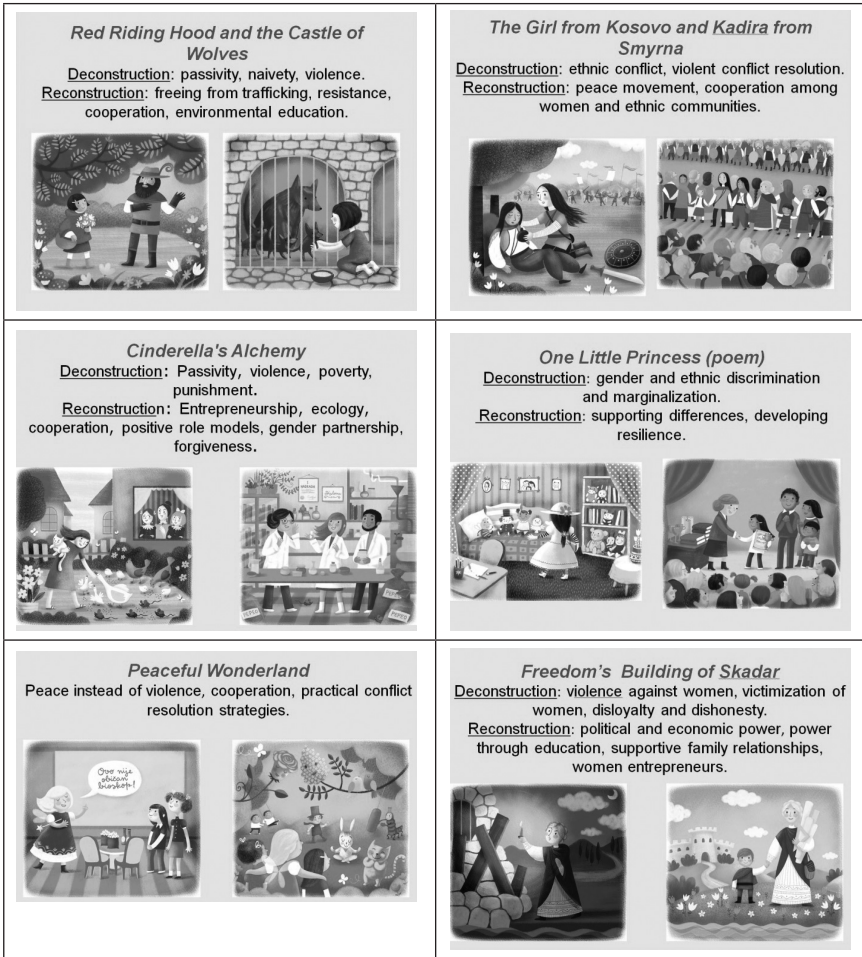 Red Riding Hood and the Castle of
Wolves
Deconstruction: passivity, naivety, violence.
Reconstruction: freeing from trafficking, resistance,
cooperation, environmental education.
The Girl from Kosovo and Kadira from
Smyrna
Deconstruction: ethnic conflict, violent conflict resolution.
Reconstruction: peace movement, cooperation among
women and ethnic communities.
Cinderella's Alchemy
Deconstruction: Passivity, violence, poverty,
punishment.
Reconstruction: Entrepreneurship, ecology,
cooperation, positive role models, gender partnership,
forgiveness.
One Little Princess (poem)
Deconstruction: gender and ethnic discrimination
and marginalization.
Reconstruction: supporting differences, developing
resilience.
Peaceful Wonderland
Peace instead of violence, cooperation, practical conflict
resolution strategies.
Ovo nije
običan
bioskop!
Freedom's Building of Skadar
Deconstruction: violence against women, victimization of
women, disloyalty and dishonesty.
Reconstruction: political and economic power, power
through education, supportive family relationships,
women entrepreneurs.